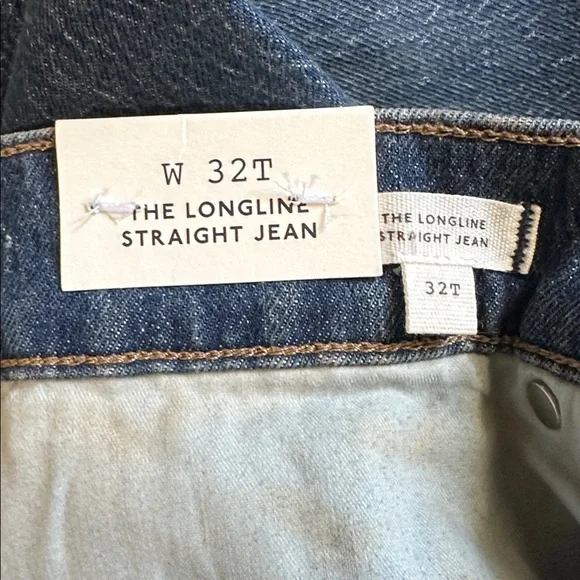 W 32T
THE LONGLINE
STRAIGHT JEAN
THE LONGLINE
STRAIGHT JEAN
32T